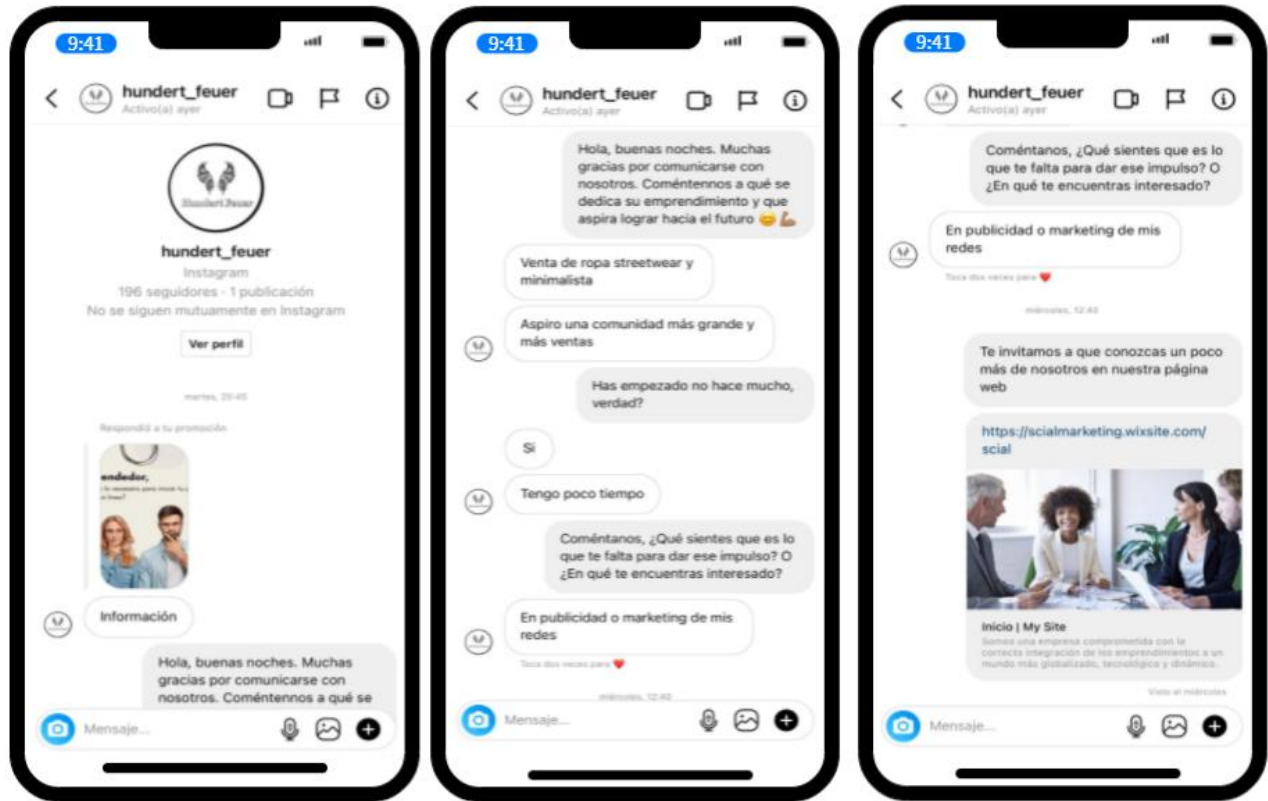 9:41
hundert_feuer
Activo(a) ayer
Hundert Feuer
hundert_feuer
Instagram
196 seguidores · 1 publicación
No se siguen mutuamente en Instagram
Ver perfil
martes, 20:45
Respondió a tu promoción
endedor,
lo necesario para iniciar tu
Información
Hola, buenas noches. Muchas
gracias por comunicarse con
nosotros. Coméntennos a qué se
Mensaje...
9:41
hundert_feuer
Activo(a) ayer
Hola, buenas noches. Muchas
gracias por comunicarse con
nosotros. Coméntennos a qué se
dedica su emprendimiento y que
aspira lograr hacia el futuro 😊 💪🏽
Venta de ropa streetwear y
minimalista
Aspiro una comunidad más grande y
más ventas
Has empezado no hace mucho,
verdad?
Si
Tengo poco tiempo
Coméntanos, ¿Qué sientes que es lo
que te falta para dar ese impulso? O
¿En qué te encuentras interesado?
En publicidad o marketing de mis
redes
Toca dos veces para ❤️
miércoles, 12:40
Mensaje...
9:41
hundert_feuer
Activo(a) ayer
Coméntanos, ¿Qué sientes que es lo
que te falta para dar ese impulso? O
¿En qué te encuentras interesado?
En publicidad o marketing de mis
redes
Toca dos veces para ❤️
miércoles, 12:40
Te invitamos a que conozcas un poco
más de nosotros en nuestra página
web
https://scialmarketing.wixsite.com/
scial
Inicio | My Site
Somos una empresa comprometida con la
correcta integración de los emprendimientos a un
mundo más globalizado, tecnológico y dinámico.
Visto el miércoles
Mensaje...